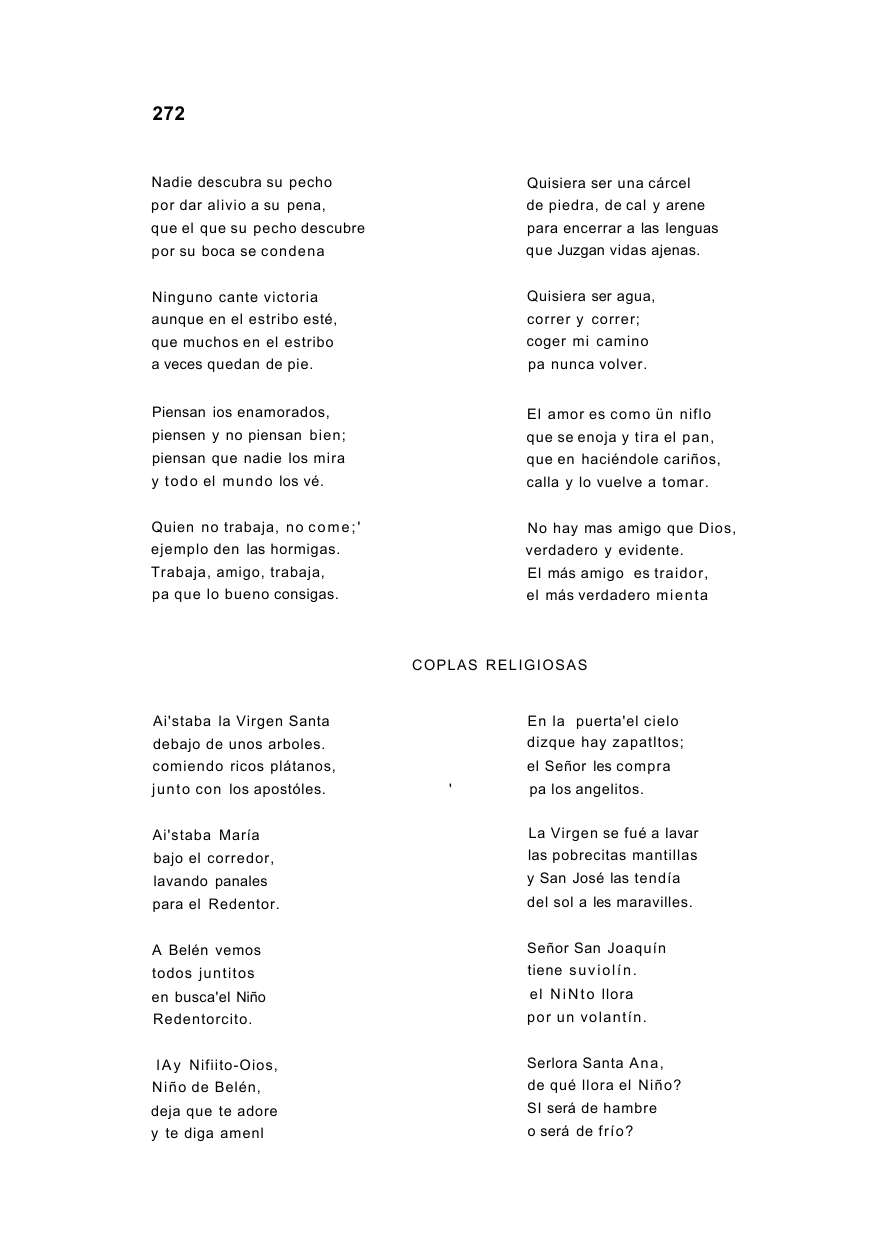 272
Nadie descubra su pecho
por dar alivio a su pena,
que el que su pecho descubre
por su boca se condena
Ninguno cante victoria
aunque en el estribo esté,
que muchos en el estribo
a veces quedan de pie.
Piensan ios enamorados,
piensen y no piensan bien;
piensan que nadie los mira
y todo el mundo los vé.
Quien no trabaja, no come;'
ejemplo den las hormigas.
Trabaja, amigo, trabaja,
pa que lo bueno consigas.
Quisiera ser una cárcel
de piedra, de cal y arene
para encerrar a las lenguas
que Juzgan vidas ajenas.
Quisiera ser agua,
correr y correr;
coger mi camino
pa nunca volver.
El amor es como ün niflo
que se enoja y tira el pan,
que en haciéndole cariños,
calla y lo vuelve a tomar.
No hay mas amigo que Dios,
verdadero y evidente.
El más amigo es traidor,
el más verdadero mienta
COPLAS RELIGIOSAS
Ai'staba la Virgen Santa
debajo de unos arboles.
comiendo ricos plátanos,
junto con los apostóles.
Ai'staba María
bajo el corredor,
lavando panales
para el Redentor.
A Belén vemos
todos juntitos
en busca'el Niño
Redentorcito.
lAy Nifiito-Oios,
Niño de Belén,
deja que te adore
y te diga amenl
'
En la puerta'el cielo
dizque hay zapatltos;
el Señor les compra
pa los angelitos.
La Virgen se fué a lavar
las pobrecitas mantillas
y San José las tendía
del sol a les maravilles.
Señor San Joaquín
tiene suviolín.
el NiNto llora
por un volantín.
Serlora Santa Ana,
de qué llora el Niño?
SI será de hambre
o será de frío?